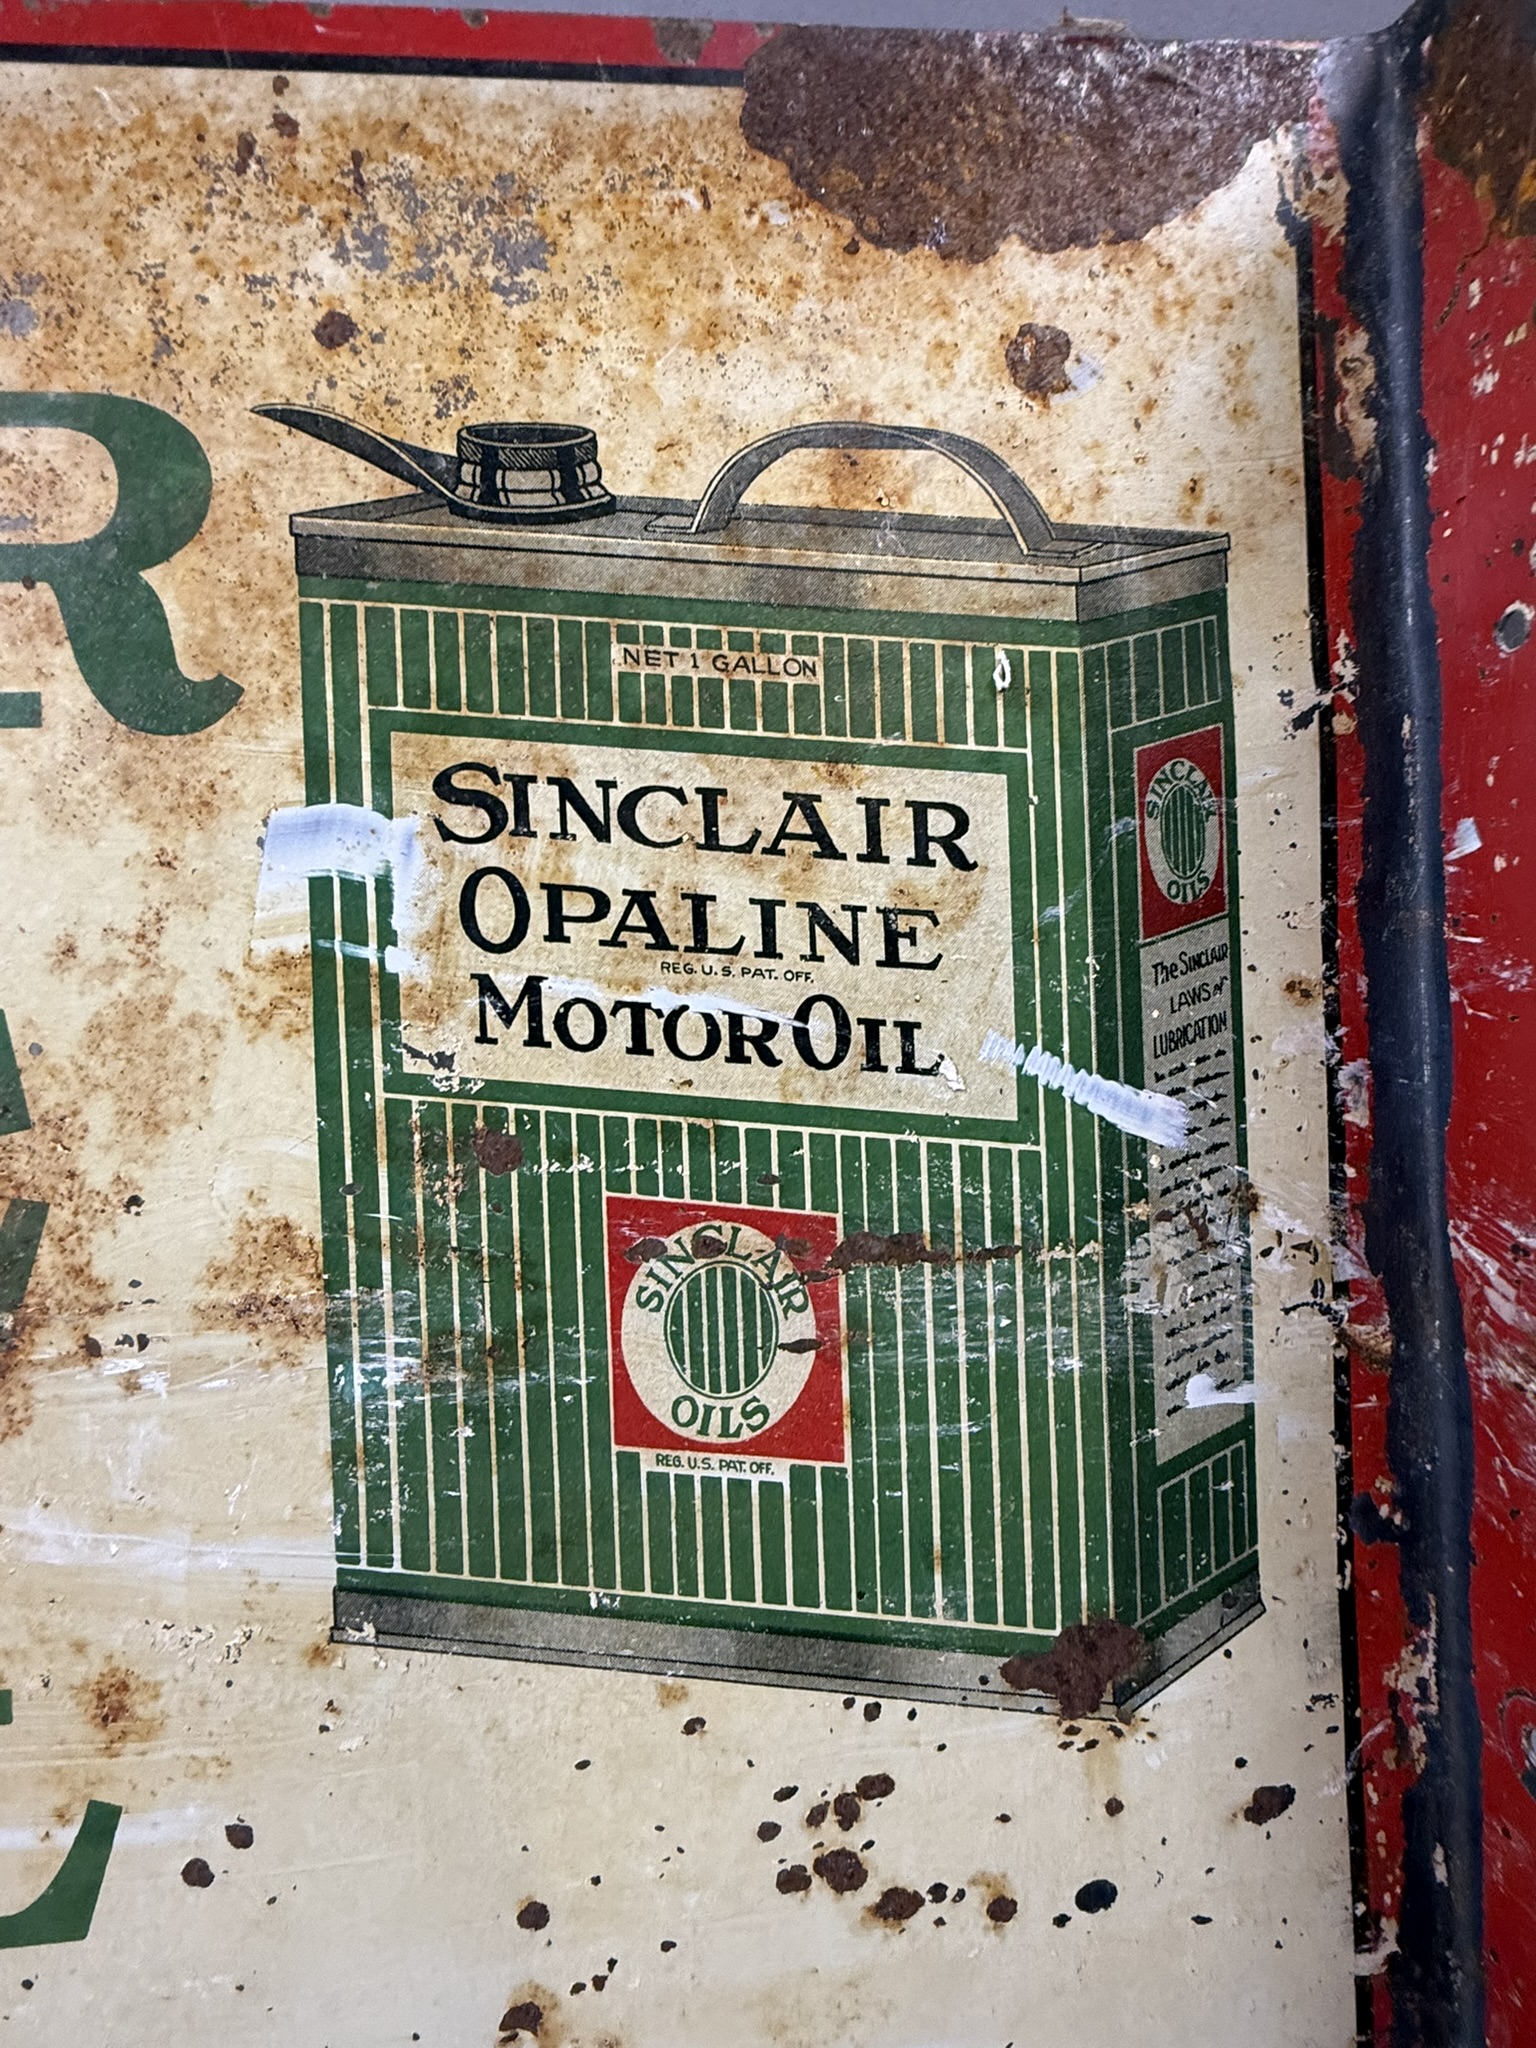 R
NET 1 GALLON
SINCLAIR
OPALINE
REG. U.S. PAT. OFF.
MOTOR OIL
SINCLAIR
OILS
REG. U.S. PAT. OFF.
SINCLAIR
OILS
The SINCLAIR
LAWS of
LUBRICATION